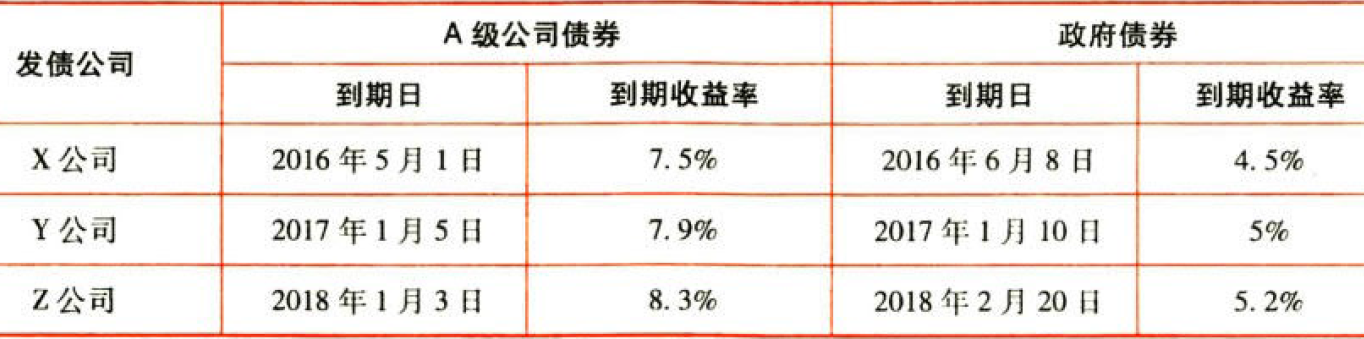 发债公司 A 级公司债券 政府债券
到期日 到期收益率 到期日 到期收益率
X 公司 2016 年 5 月 1 日 7.5% 2016 年 6 月 8 日 4.5%
Y 公司 2017 年 1 月 5 日 7.9% 2017 年 1 月 10 日 5%
Z 公司 2018 年 1 月 3 日 8.3% 2018 年 2 月 20 日 5.2%